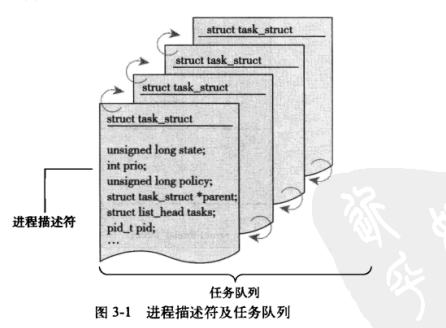 struct task_struct
struct task_struct
struct task_struct
struct task_struct
unsigned long state;
int prio;
unsigned long policy;
struct task_struct *parent;
struct list_head tasks;
pid_t pid;
…
进程描述符
任务队列
图 3-1 进程描述符及任务队列